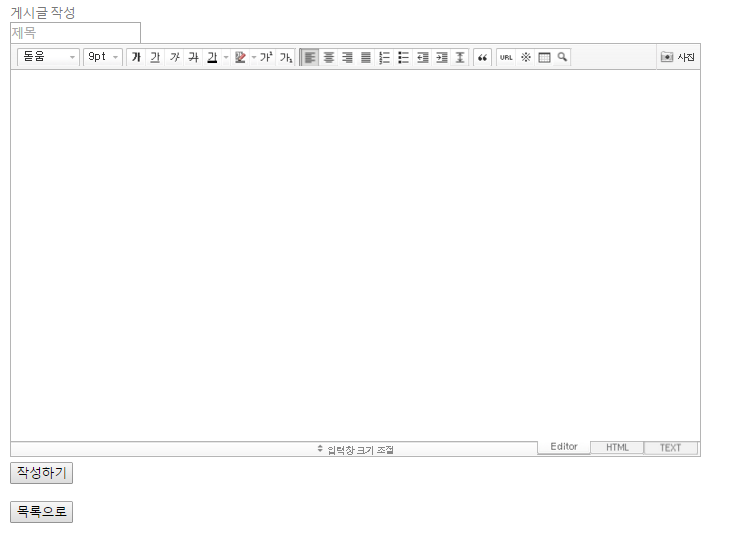 게시글 작성
제목
돋움 9pt 가 가 가 가 가 가¹ 가₁ URL 사진
입력창 크기 조절 Editor HTML TEXT
작성하기
목록으로